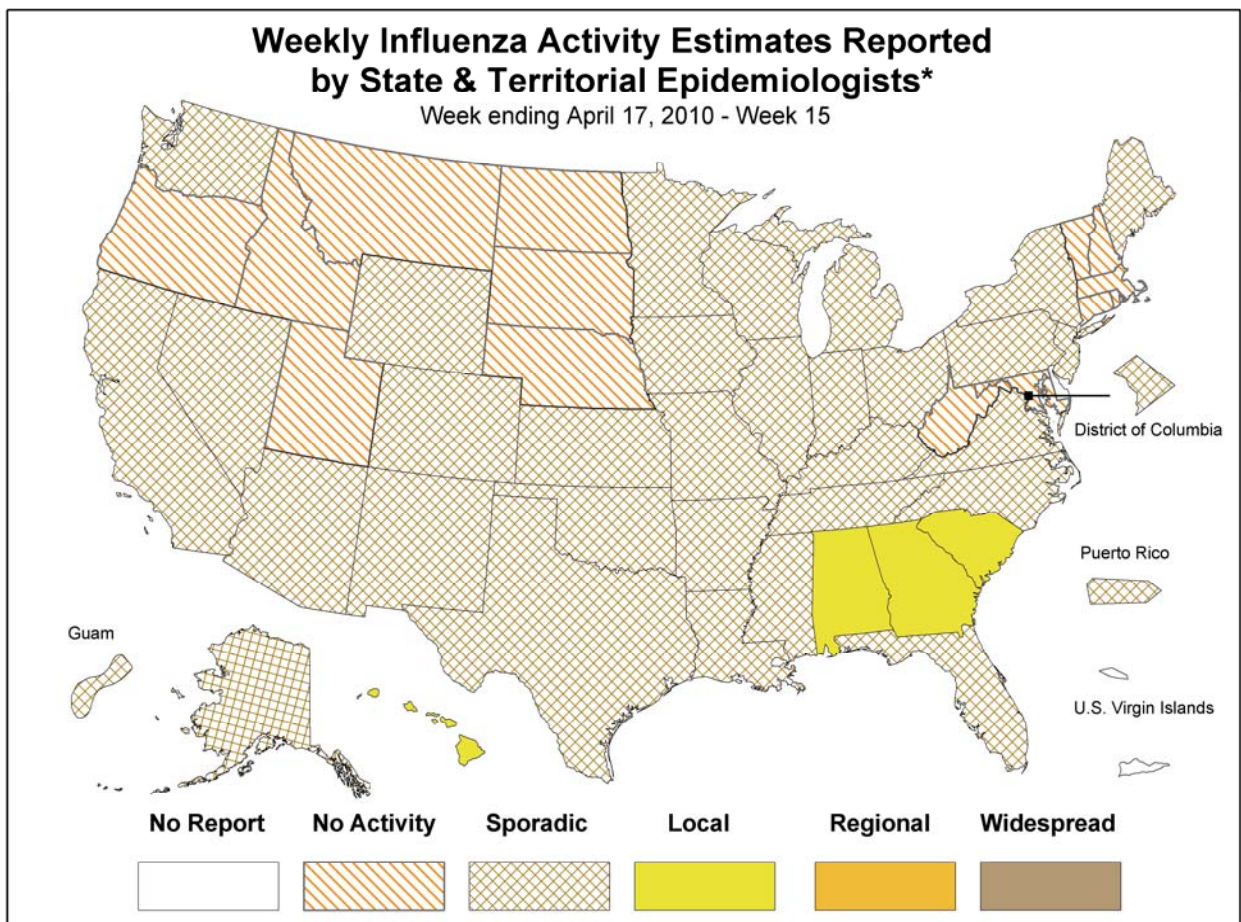 Weekly Influenza Activity Estimates Reported
by State & Territorial Epidemiologists*
Week ending April 17, 2010 - Week 15
District of Columbia
Puerto Rico
Guam
U.S. Virgin Islands
No Report No Activity Sporadic Local Regional Widespread